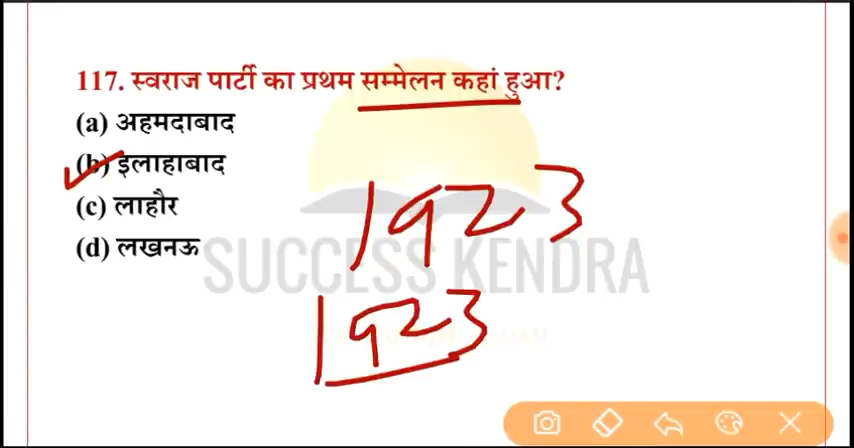 117. स्वराज पार्टी का प्रथम सम्मेलन कहां हुआ?
(a) अहमदाबाद
(b) इलाहाबाद
(c) लाहौर
(d) लखनऊ
1923
SUCCESS KENDRA
1923